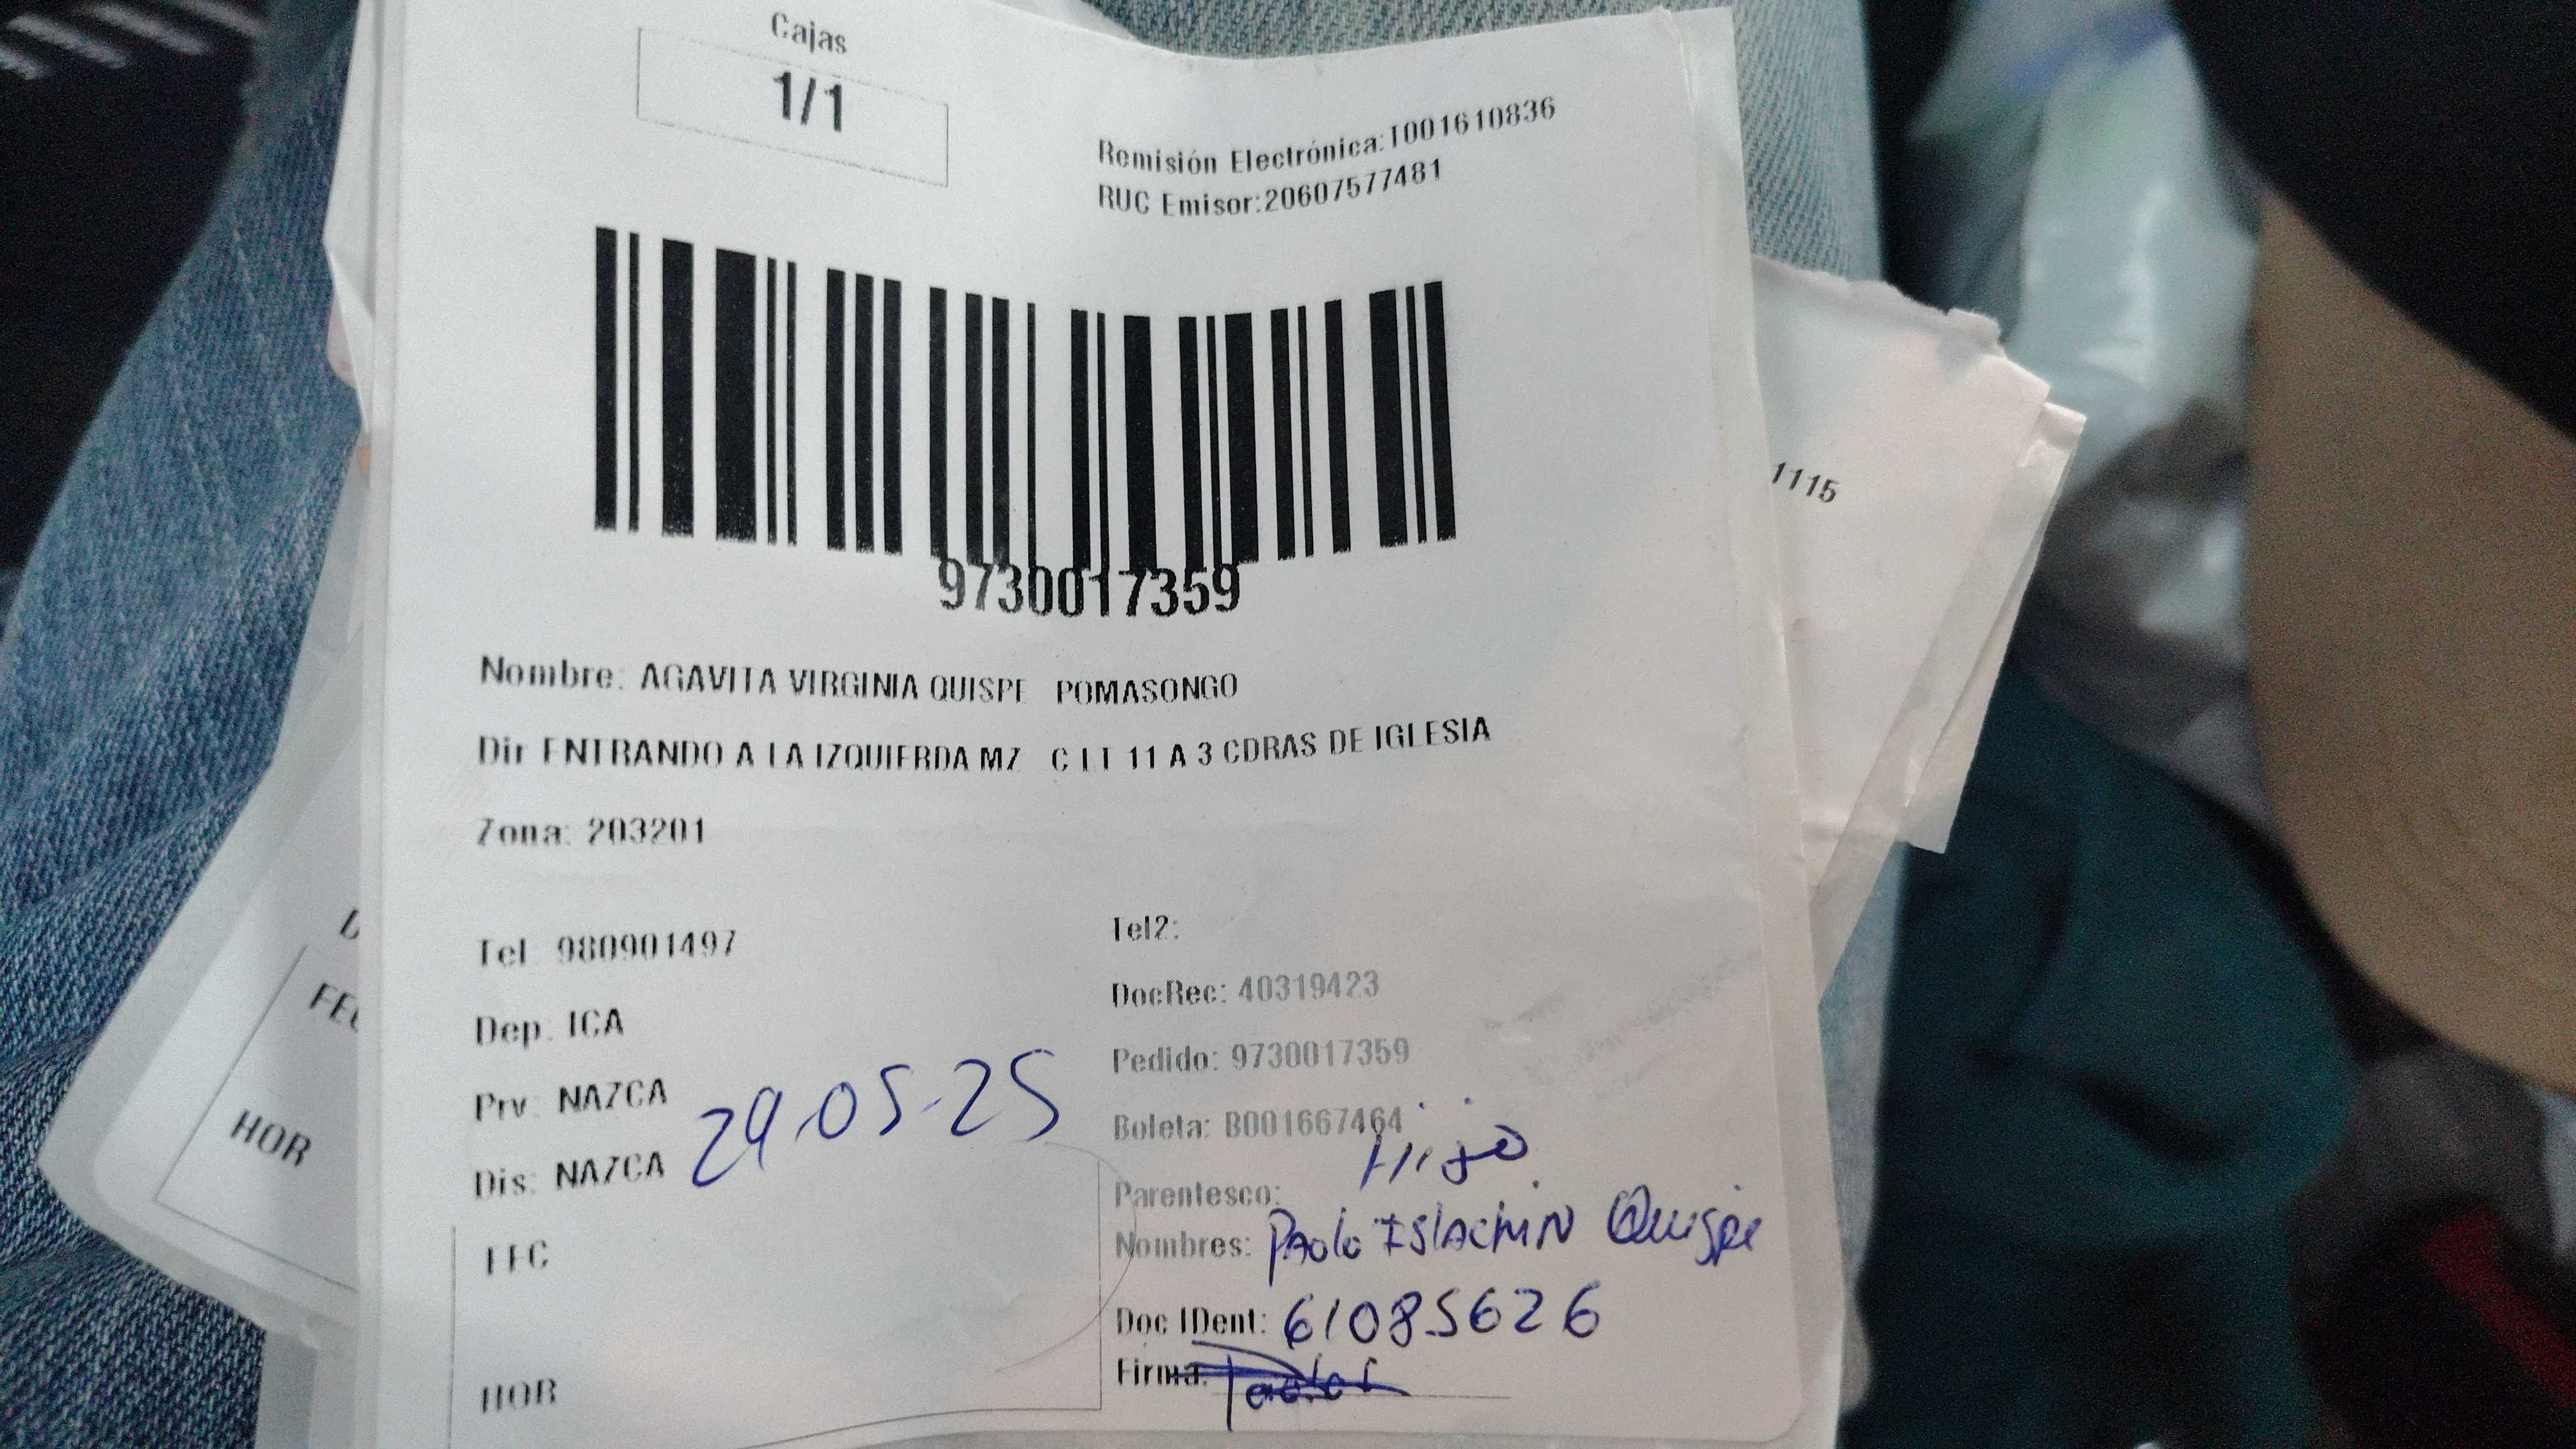 Cajas
1/1
Remisión Electrónica:T001610836
RUC Emisor:20607577481
9730017359
1115
Nombre: AGAVITA VIRGINIA QUISPE POMASONGO
Dir ENTRANDO A LA IZQUIERDA MZ C LT 11 A 3 CDRAS DE IGLESIA
Zona: 203201
Tel 980901497
Tel2:
DocRec: 40319423
Dep: ICA
Pedido: 9730017359
Prv: NAZCA
29.05-25
Boleta: B001667464
Dis: NAZCA
Parentesco: Hijo
Nombres: Paolo Islachin Quispe
FEC
Doc IDent: 61085626
HOR
Firma:
FEC
HOR